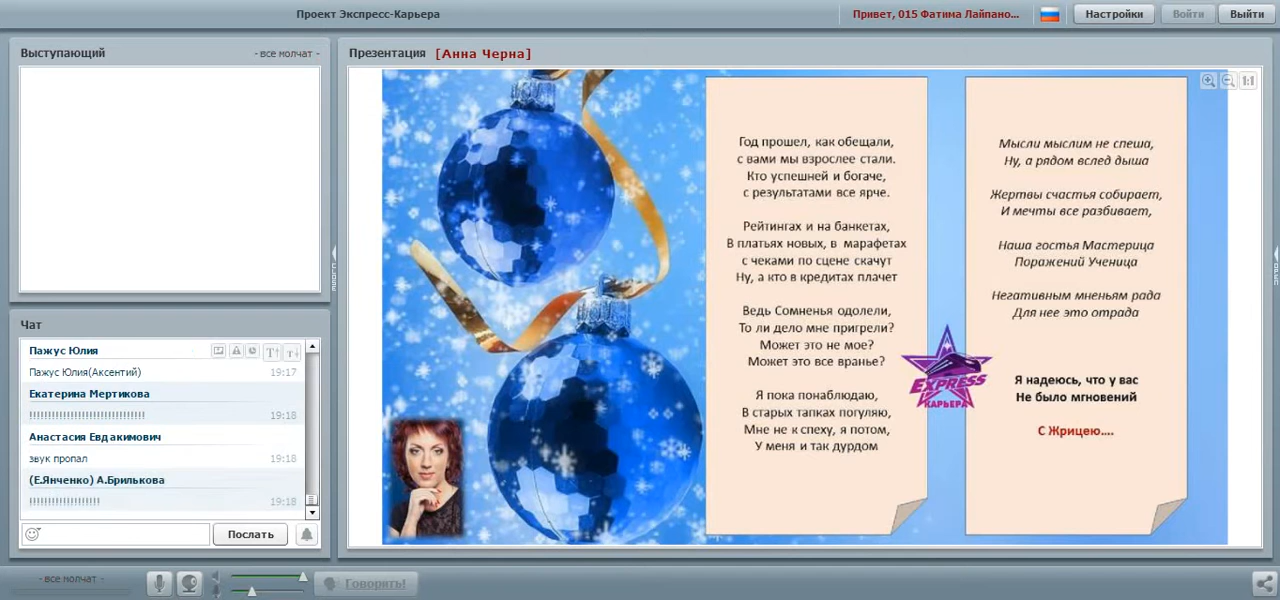 Проект Экспресс-Карьера
Привет, 015 Фатима Лайпано...
Настройки
Войти
Выйти
Выступающий
- все молчат -
Чат
Пажус Юлия
Пажус Юлия(Аксентий)
19:17
Екатерина Мертикова
!!!!!!!!!!!!!!!!!!!!!!!!!!!!!!!
19:18
Анастасия Евдакимович
звук пропал
19:18
(Е.Янченко) А.Брилькова
!!!!!!!!!!!!!!!!!!!
19:18
Послать
Презентация [Анна Черна]
1:1
Год прошел, как обещали,
с вами мы взрослее стали.
Кто успешней и богаче,
с результатами все ярче.
Рейтингах и на банкетах,
В платьях новых, в марафетах
с чеками по сцене скачут
Ну, а кто в кредитах плачет
Ведь Сомненья одолели,
То ли дело мне пригрели?
Может это не мое?
Может это все вранье?
Я пока понаблюдаю,
В старых тапках погуляю,
Мне не к спеху, я потом,
У меня и так дурдом
EXPRESS
КАРЬЕРА
Мысли мыслим не спеша,
Ну, а рядом вслед дыша
Жертвы счастья собирает,
И мечты все разбивает,
Наша гостья Мастерица
Поражений Ученица
Негативным мненьям рада
Для нее это отрада
Я надеюсь, что у вас
Не было мгновений
С Жрицею....
- все молчат -
Говорять!